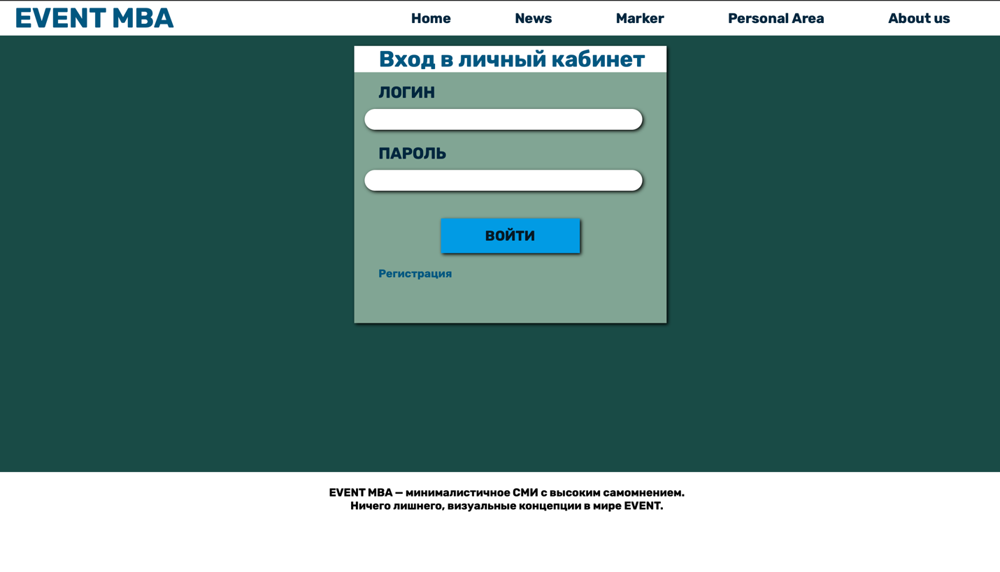 EVENT MBA
Home News Marker Personal Area About us
Вход в личный кабинет
ЛОГИН
ПАРОЛЬ
ВОЙТИ
Регистрация
EVENT MBA — минималистичное СМИ с высоким самомнением.
Ничего лишнего, визуальные концепции в мире EVENT.